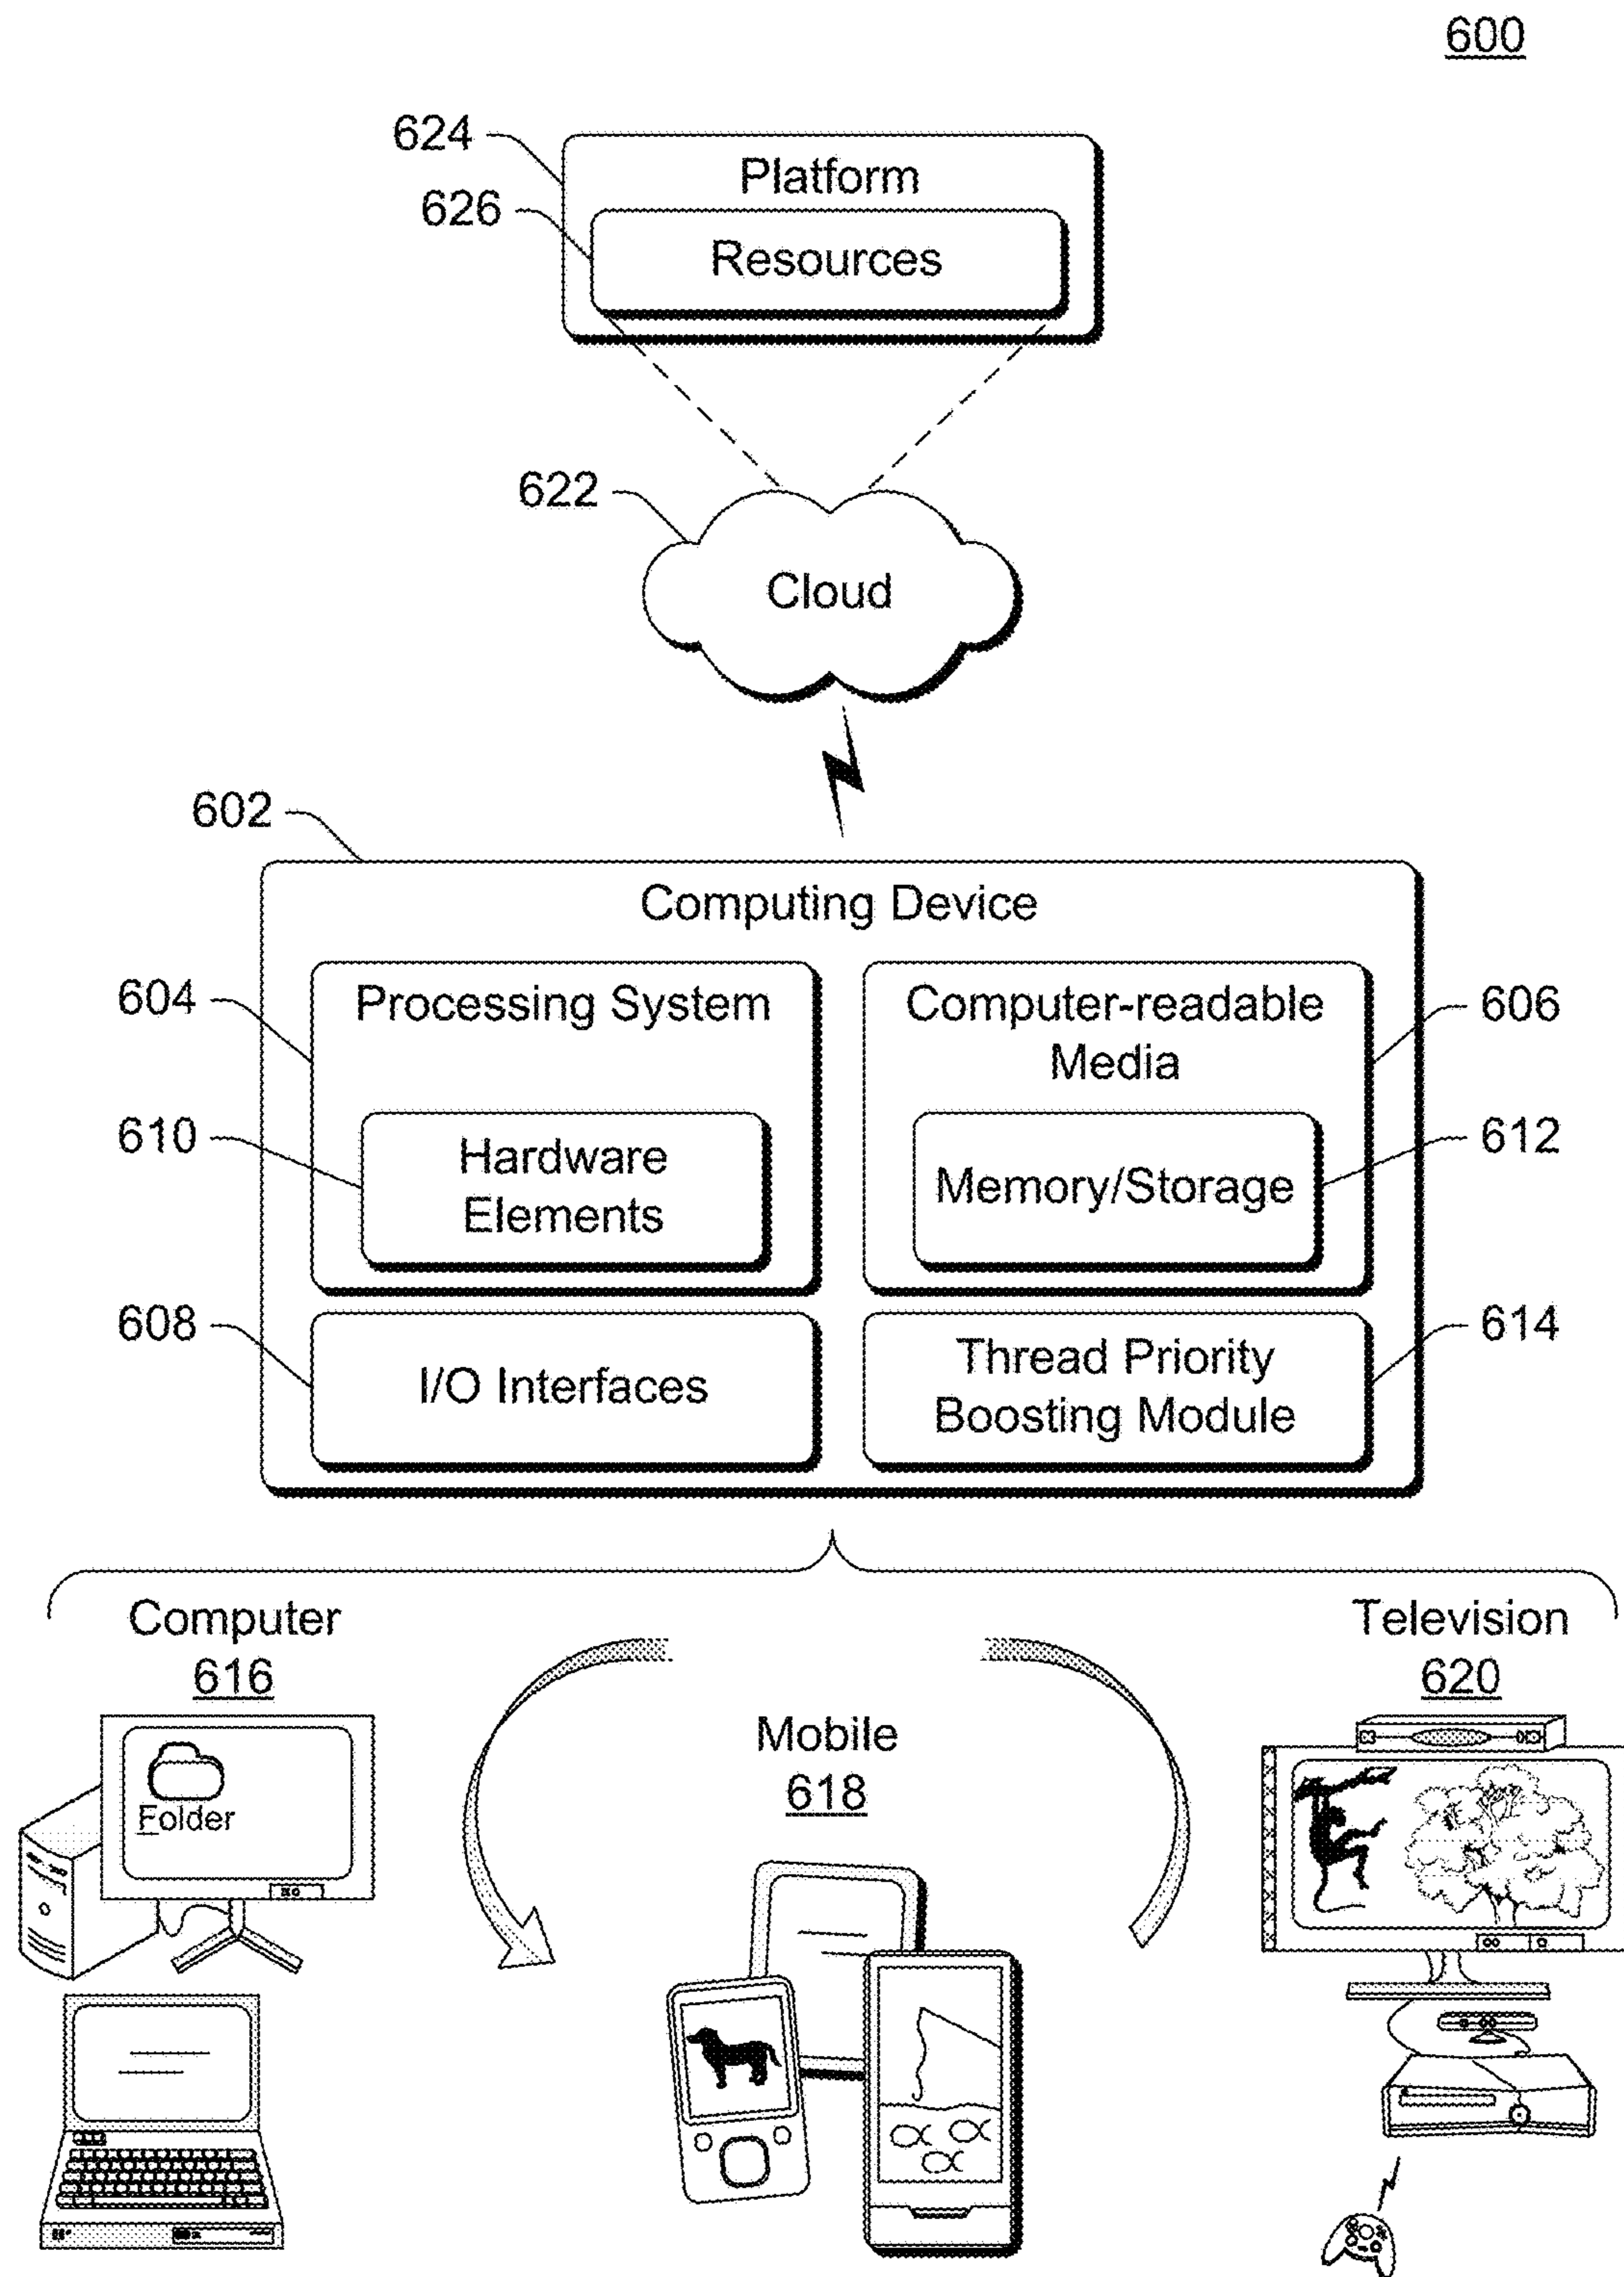 600
624
Platform
626
Resources
622
Cloud
602
Computing Device
604
Processing System
Computer-readable
Media
606
610
Hardware
Elements
Memory/Storage
612
608
I/O Interfaces
Thread Priority
Boosting Module
614
Computer
616
Folder
Mobile
618
Television
620